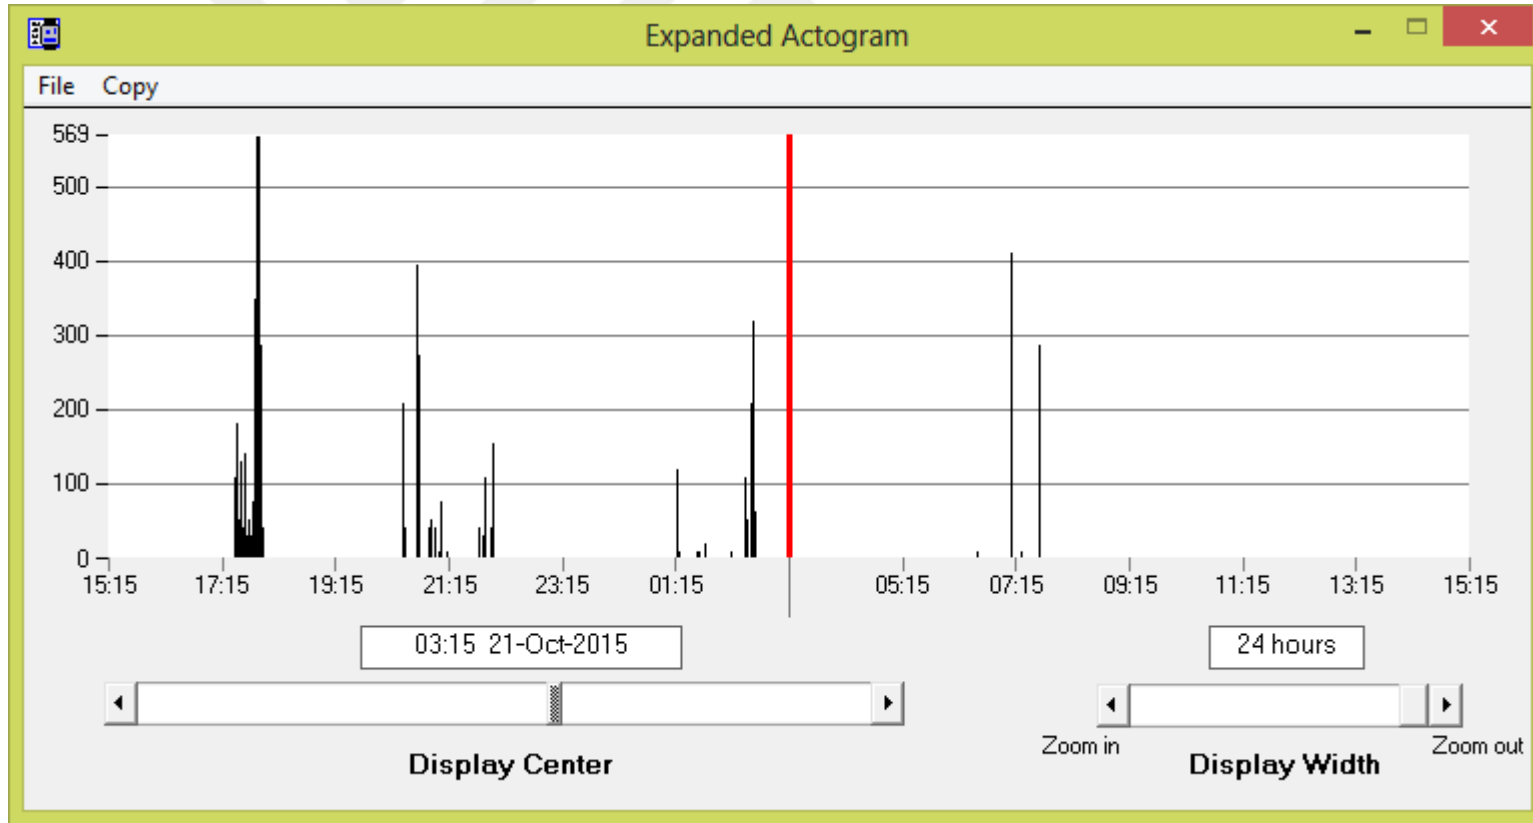 Expanded Actogram
File Copy
569
500
400
300
200
100
0
15:15 17:15 19:15 21:15 23:15 01:15 05:15 07:15 09:15 11:15 13:15 15:15
03:15 21-Oct-2015 24 hours
Zoom in Zoom out
Display Center Display Width